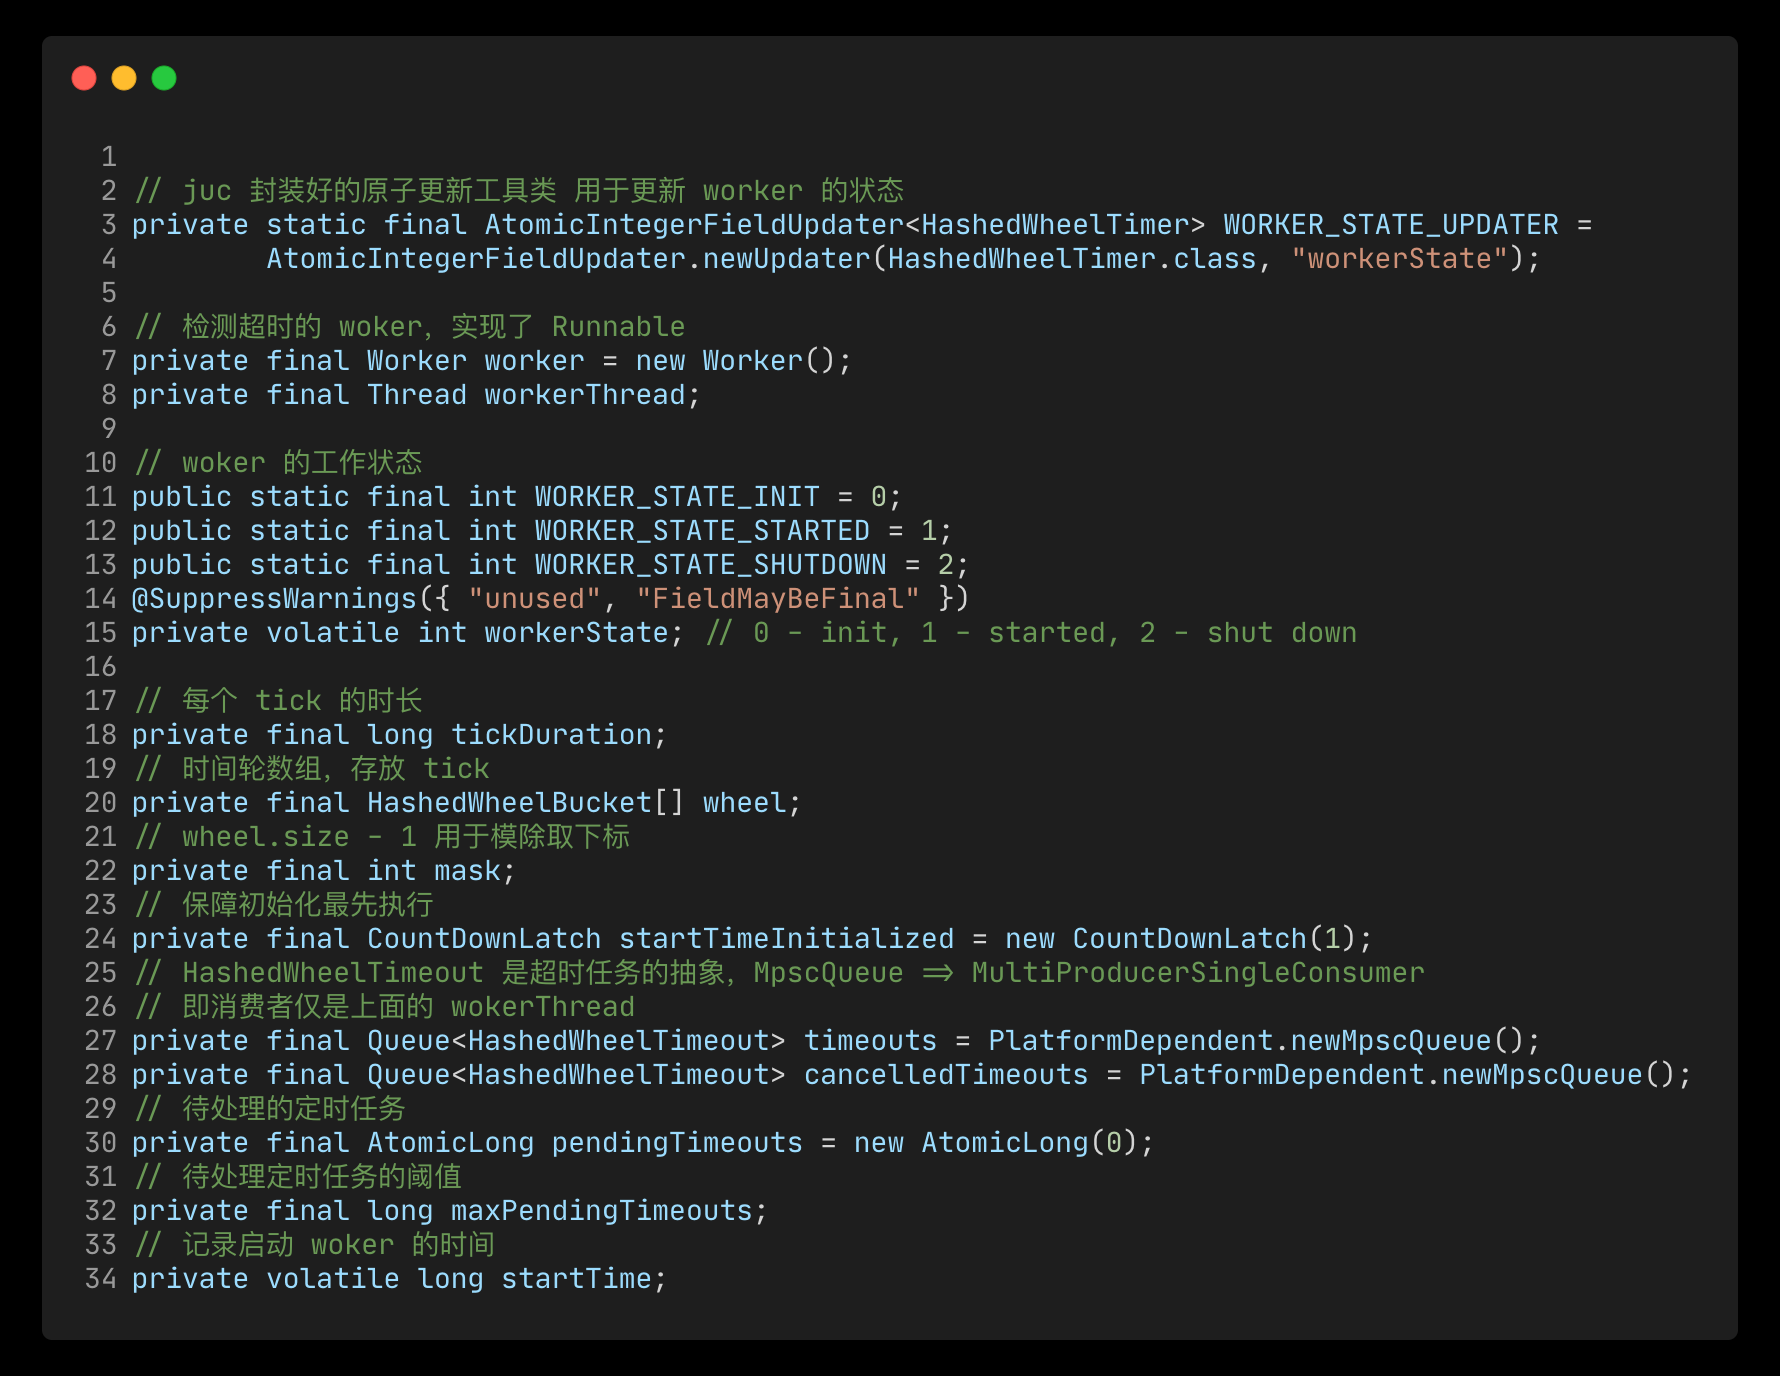 1
2 // juc 封装好的原子更新工具类 用于更新 worker 的状态
3 private static final AtomicIntegerFieldUpdater<HashedWheelTimer> WORKER_STATE_UPDATER =
4         AtomicIntegerFieldUpdater.newUpdater(HashedWheelTimer.class, "workerState");
5
6 // 检测超时的 woker，实现了 Runnable
7 private final Worker worker = new Worker();
8 private final Thread workerThread;
9
10 // woker 的工作状态
11 public static final int WORKER_STATE_INIT = 0;
12 public static final int WORKER_STATE_STARTED = 1;
13 public static final int WORKER_STATE_SHUTDOWN = 2;
14 @SuppressWarnings({ "unused", "FieldMayBeFinal" })
15 private volatile int workerState; // 0 - init, 1 - started, 2 - shut down
16
17 // 每个 tick 的时长
18 private final long tickDuration;
19 // 时间轮数组，存放 tick
20 private final HashedWheelBucket[] wheel;
21 // wheel.size - 1 用于模除取下标
22 private final int mask;
23 // 保障初始化最先执行
24 private final CountDownLatch startTimeInitialized = new CountDownLatch(1);
25 // HashedWheelTimeout 是超时任务的抽象，MpscQueue => MultiProducerSingleConsumer
26 // 即消费者仅是上面的 wokerThread
27 private final Queue<HashedWheelTimeout> timeouts = PlatformDependent.newMpscQueue();
28 private final Queue<HashedWheelTimeout> cancelledTimeouts = PlatformDependent.newMpscQueue();
29 // 待处理的定时任务
30 private final AtomicLong pendingTimeouts = new AtomicLong(0);
31 // 待处理定时任务的阈值
32 private final long maxPendingTimeouts;
33 // 记录启动 woker 的时间
34 private volatile long startTime;